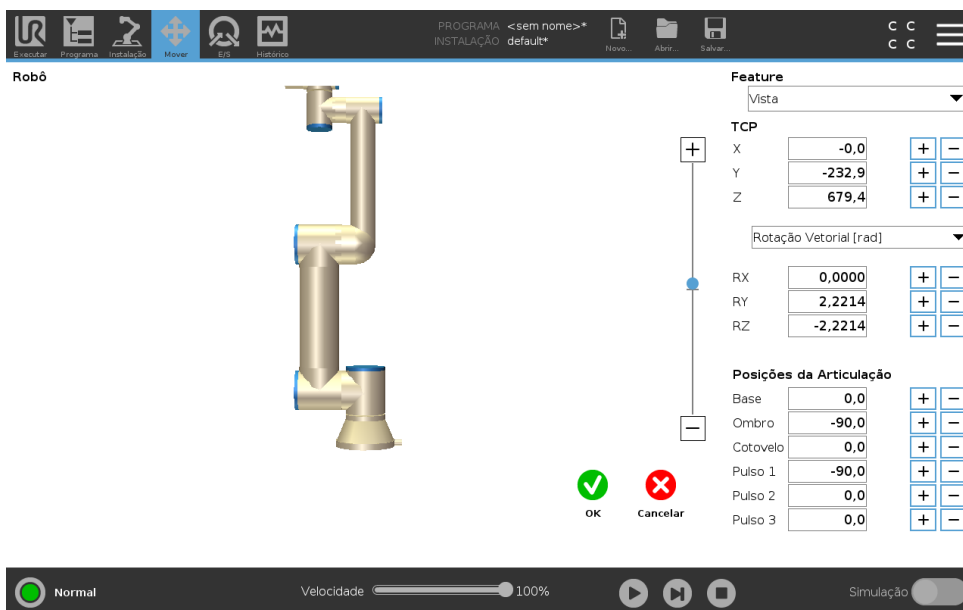 PROGRAMA <sem nome>*
INSTALAÇÃO default*
Executar Programa Instalação Mover E/S Histórico Novo... Abrir... Salvar...
C C
C C
Robô
Feature
Vista
TCP
X -0,0 + −
Y -232,9 + −
Z 679,4 + −
Rotação Vetorial [rad]
RX 0,0000 + −
RY 2,2214 + −
RZ -2,2214 + −
Posições da Articulação
Base 0,0 + −
Ombro -90,0 + −
Cotovelo 0,0 + −
Pulso 1 -90,0 + −
Pulso 2 0,0 + −
Pulso 3 0,0 + −
+
−
OK Cancelar
Normal Velocidade 100% Simulação